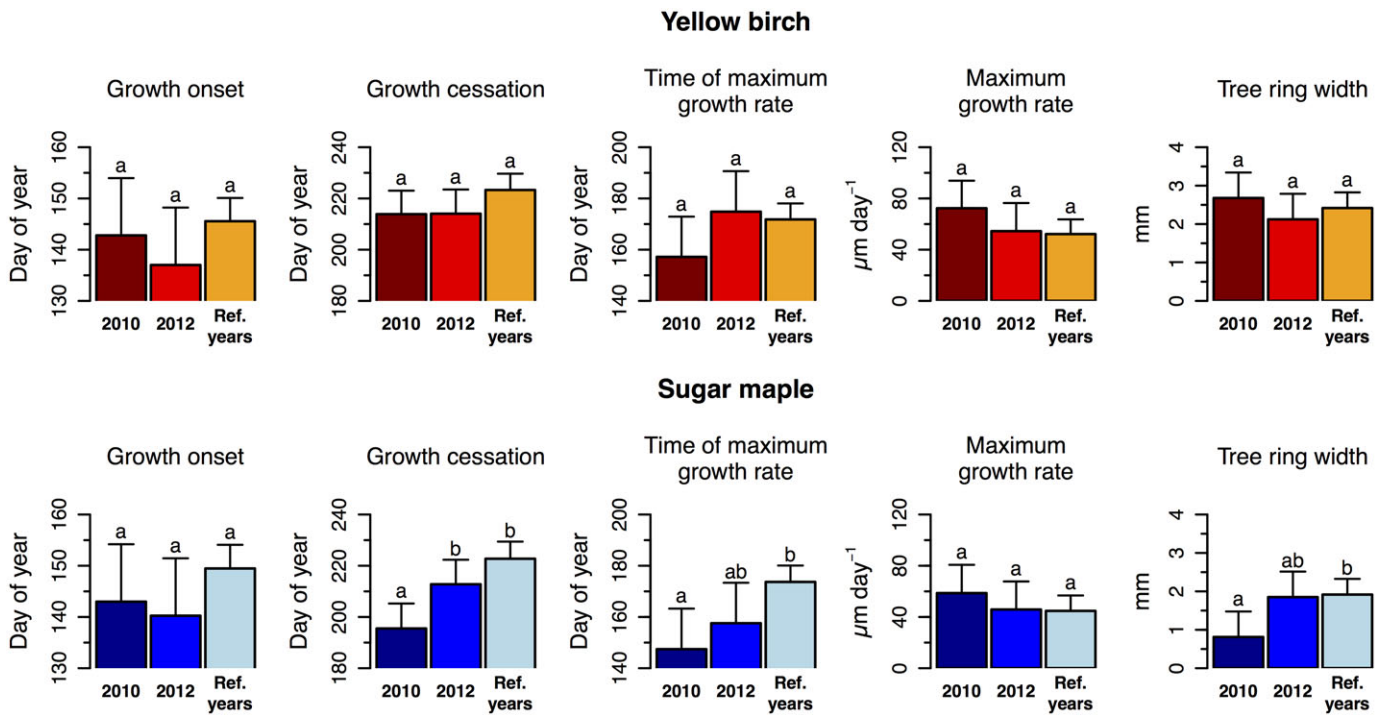 Yellow birch
Growth onset
Day of year
160
150
140
130
a
a
a
2010
2012
Ref.
years
Growth cessation
Day of year
240
220
200
180
a
a
a
2010
2012
Ref.
years
Time of maximum
growth rate
Day of year
200
180
160
140
a
a
a
2010
2012
Ref.
years
Maximum
growth rate
µm day⁻¹
120
80
40
0
a
a
a
2010
2012
Ref.
years
Tree ring width
mm
4
3
2
1
0
a
a
a
2010
2012
Ref.
years
Sugar maple
Growth onset
Day of year
160
150
140
130
a
a
a
2010
2012
Ref.
years
Growth cessation
Day of year
240
220
200
180
a
b
b
2010
2012
Ref.
years
Time of maximum
growth rate
Day of year
200
180
160
140
a
ab
b
2010
2012
Ref.
years
Maximum
growth rate
µm day⁻¹
120
80
40
0
a
a
a
2010
2012
Ref.
years
Tree ring width
mm
4
3
2
1
0
a
ab
b
2010
2012
Ref.
years